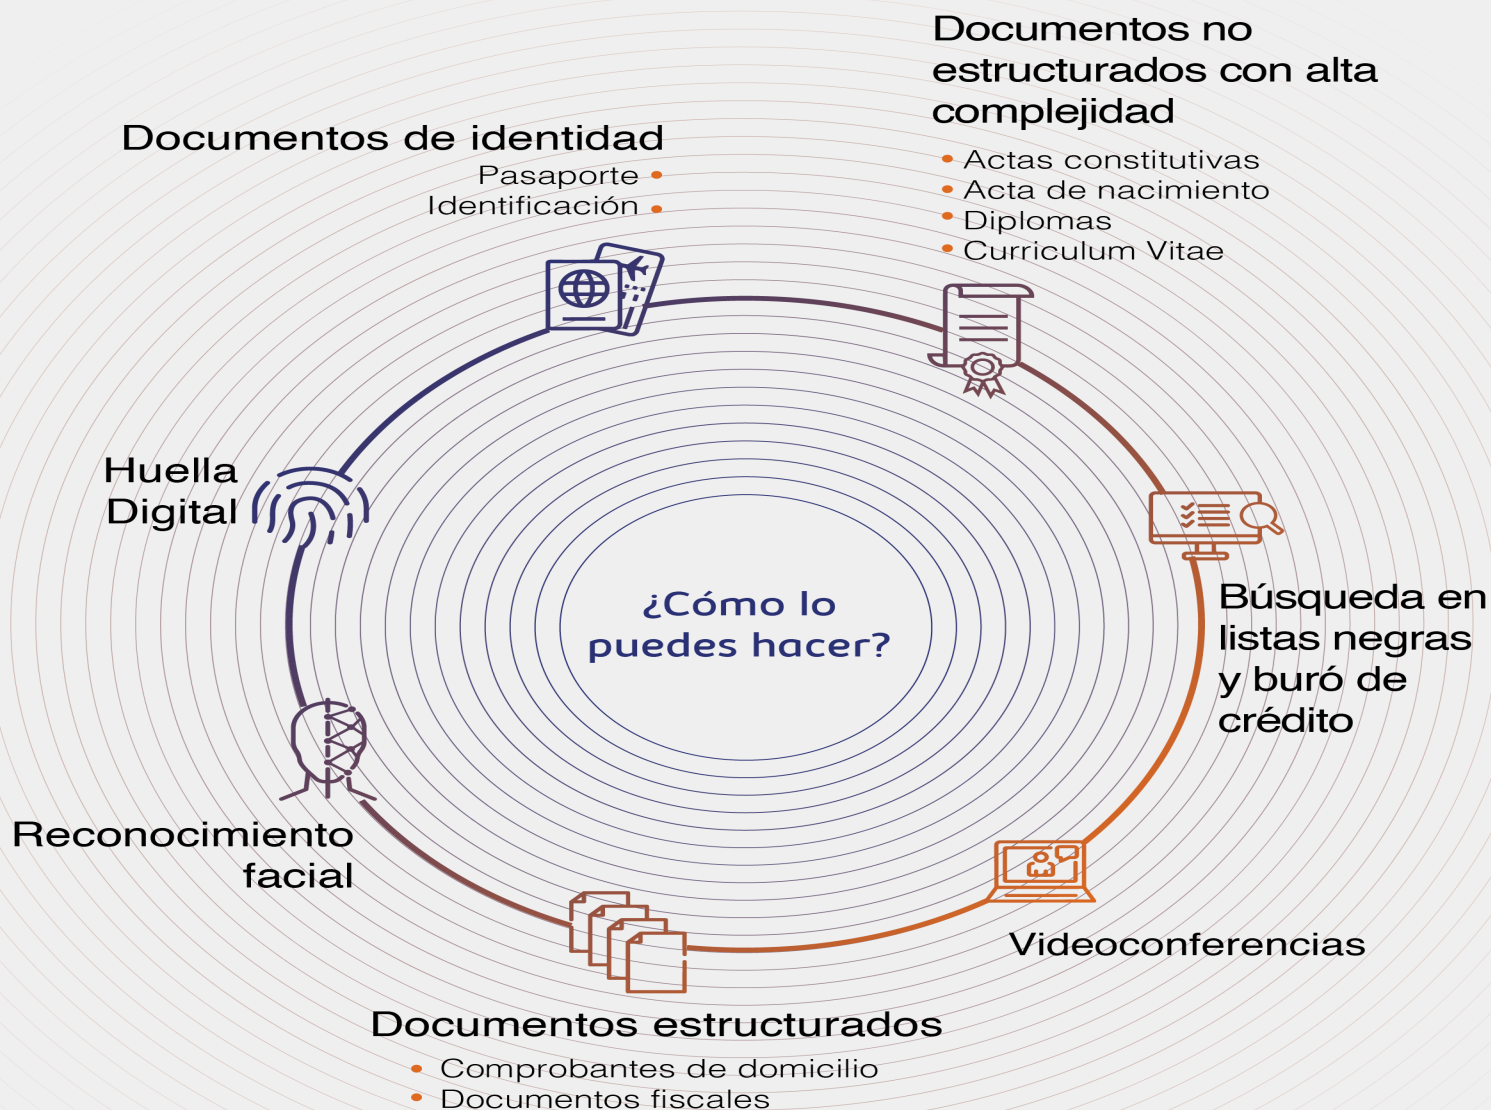 Documentos de identidad
Pasaporte •
Identificación •
Documentos no
estructurados con alta
complejidad
• Actas constitutivas
• Acta de nacimiento
• Diplomas
• Curriculum Vitae
Búsqueda en
listas negras
y buró de
crédito
Videoconferencias
Documentos estructurados
• Comprobantes de domicilio
• Documentos fiscales
Reconocimiento
facial
Huella
Digital
¿Cómo lo
puedes hacer?